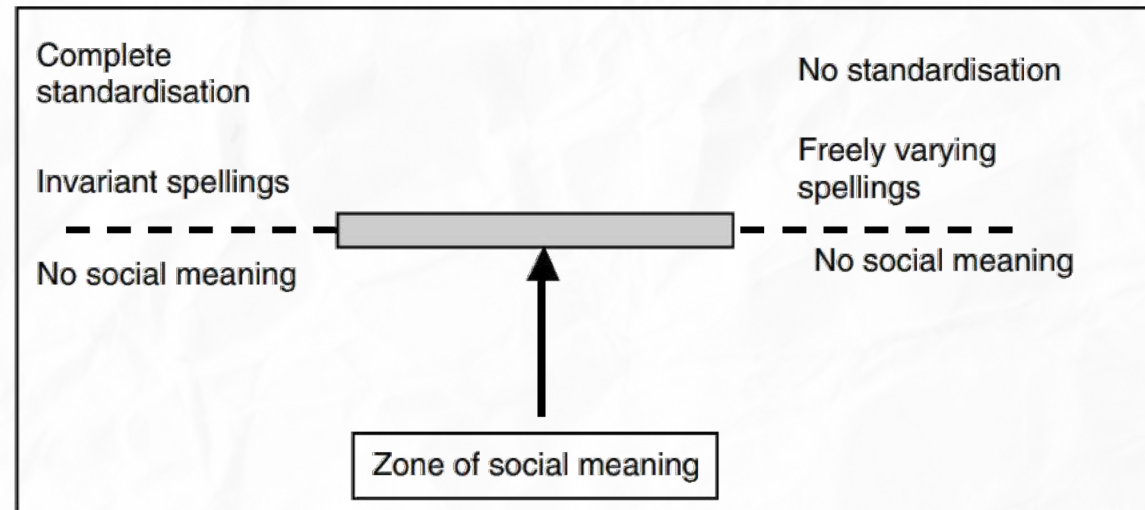 Complete
standardisation
Invariant spellings
No social meaning
No standardisation
Freely varying
spellings
No social meaning
Zone of social meaning